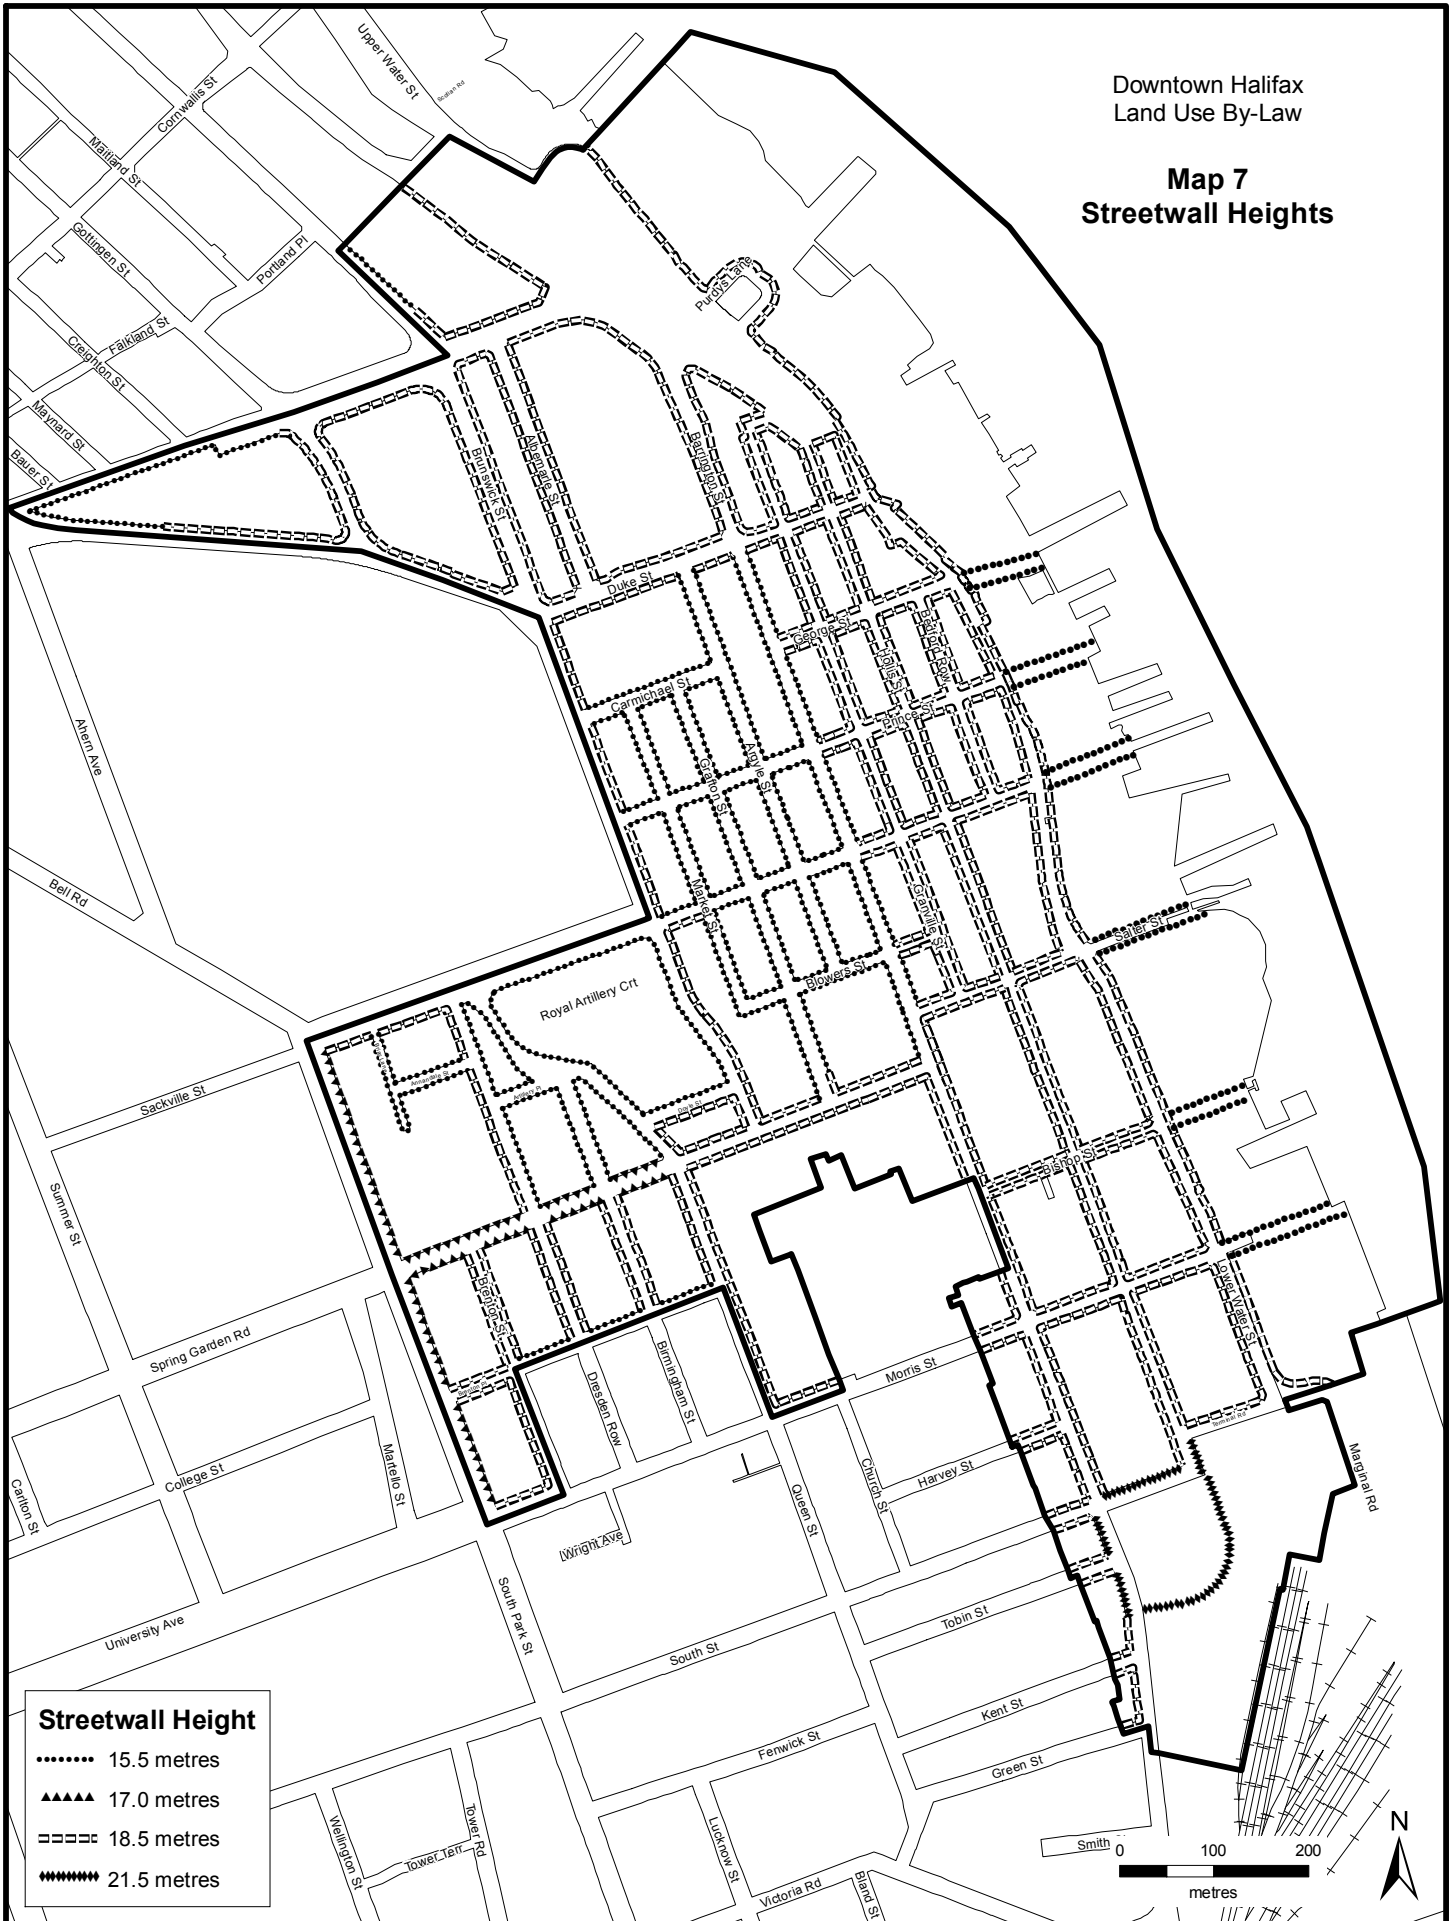 Downtown Halifax
Land Use By-Law
Map 7
Streetwall Heights
Upper Water St
Cornwallis St
Maitland St
Gottingen St
Portland Pl
Falkland St
Creighton St
Maynard St
Bauer St
Purdys Lane
Barrington St
Albemarle St
Brunswick St
Duke St
George St
Bedford Row
Hollis St
Carmichael St
Prince St
Ahern Ave
Argyle St
Grafton St
Bell Rd
Market St
Granville St
Salter St
Blowers St
Royal Artillery Crt
Annandale St
Artillery Pl
Sackville St
Bishop St
Summer St
Brenton St
Lower Water St
Spring Garden Rd
Birmingham St
Dresden Row
Morris St
Terminal Rd
Martello St
College St
Carlton St
Queen St
Church St
Harvey St
Marginal Rd
Wright Ave
South Park St
University Ave
Tobin St
South St
Kent St
Fenwick St
Green St
Wellington St
Tower Rd
Tower Terr
Lucknow St
Victoria Rd
Bland St
Smith
Streetwall Height
15.5 metres
17.0 metres
18.5 metres
21.5 metres
N
0 100 200
metres